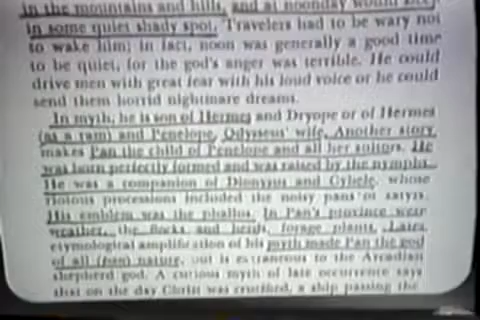 in the mountains and hills, and at noonday would
in some quiet shady spot. Travelers had to be wary not
to wake him; in fact, noon was generally a good time
to be quiet, for the god's anger was terrible. He could
drive men with great fear with his loud voice or he could
send them horrid nightmare dreams.
In myth, he is son of Hermes and Dryope or of Hermes
(as a ram) and Penelope, Odysseus' wife. Another story
makes Pan the child of Penelope and all her suitors. He
was born perfectly formed and was raised by the nymphs.
He was a companion of Dionysus and Cybele, whose
riotous processions included the noisy pans or satyrs.
His emblem was the phallus. In Pan's province were
weather, the flocks and herds, forage plants. Later
etymological amplification of his myth made Pan the god
of all (pan) nature, but is extraneous to the Arcadian
shepherd god. A curious myth of late occurrence says
that on the day Christ was crucified, a ship passing the